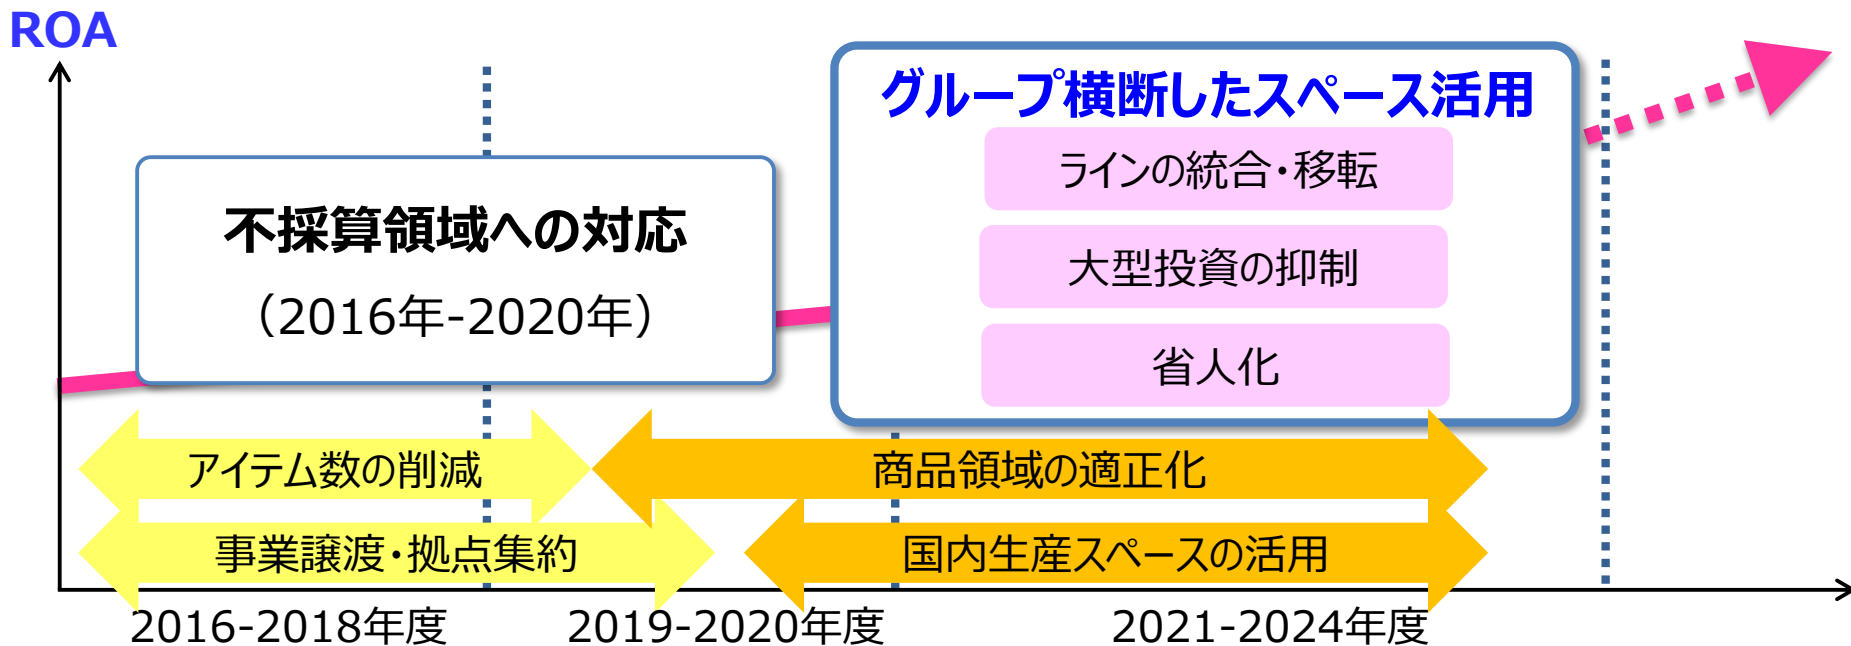 ROA
グループ横断したスペース活用
ラインの統合・移転
大型投資の抑制
省人化
不採算領域への対応
（2016年-2020年）
アイテム数の削減
商品領域の適正化
事業譲渡・拠点集約
国内生産スペースの活用
2016-2018年度
2019-2020年度
2021-2024年度